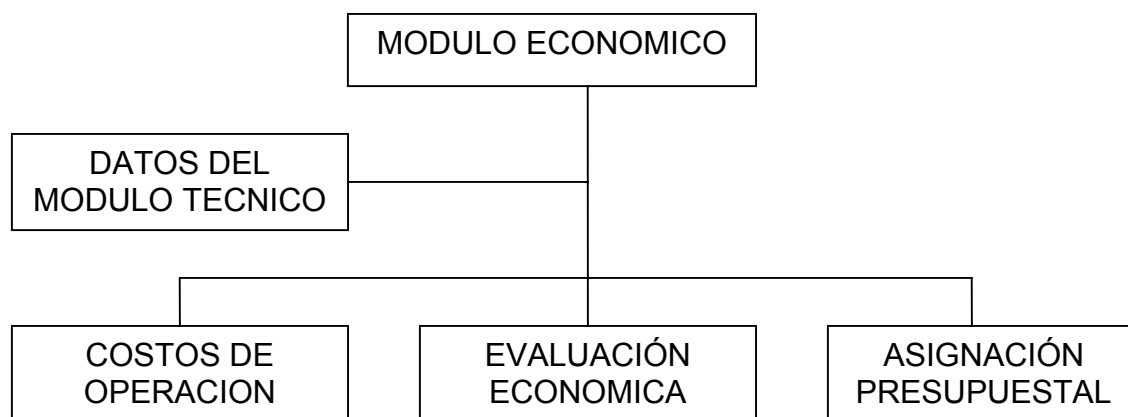 MODULO ECONOMICO
DATOS DEL
MODULO TECNICO
COSTOS DE
OPERACION
EVALUACIÓN
ECONOMICA
ASIGNACIÓN
PRESUPUESTAL